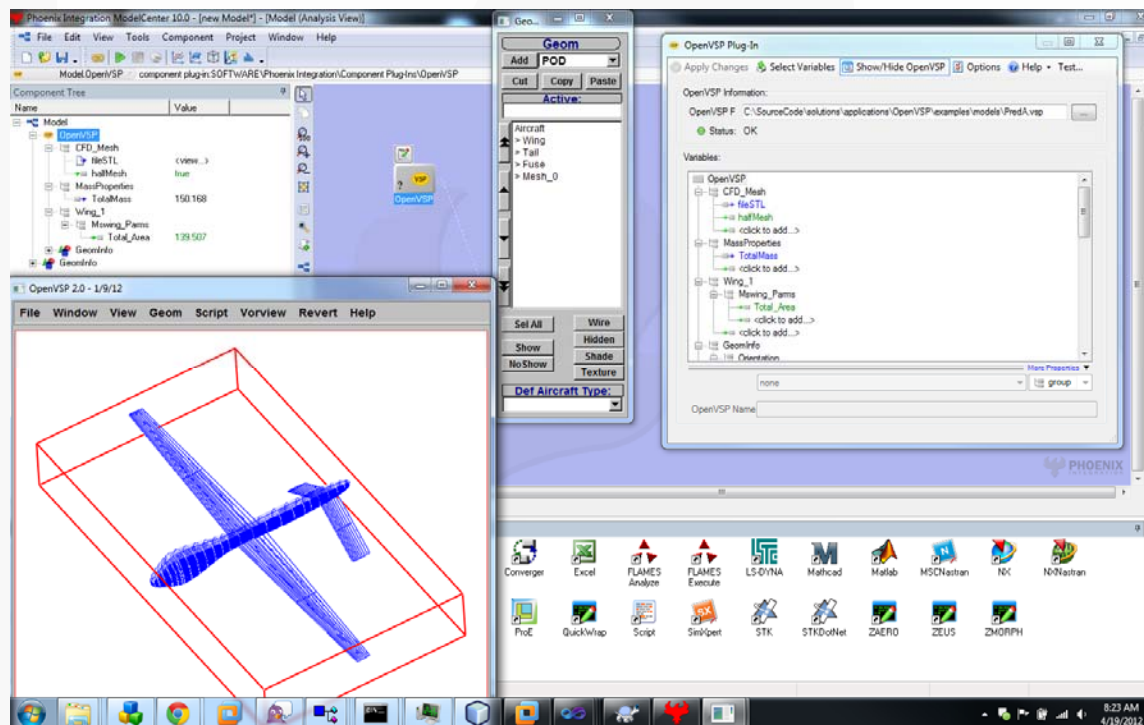 Phoenix Integration ModelCenter 10.0 - [new Model*] - [Model (Analysis View)]
File Edit View Tools Component Project Window Help
Model.OpenVSP component plug-in:SOFTWARE\Phoenix Integration\Component Plug-Ins\OpenVSP
Component Tree
Name Value
Model
OpenVSP
CFD_Mesh
fileSTL <view...>
halfMesh true
MassProperties
TotalMass 150.168
Wing_1
Mswing_Parms
Total_Area 139.507
GeomInfo
GeomInfo
? VSP
OpenVSP
Geo...
Geom
Add POD
Cut Copy Paste
Active:
Aircraft
> Wing
> Tail
> Fuse
> Mesh_0
Sel All Wire
Hidden
Show Shade
NoShow Texture
Def Aircraft Type:
OpenVSP Plug-In
Apply Changes Select Variables Show/Hide OpenVSP Options Help Test...
OpenVSP Information:
OpenVSP F C:\SourceCode\solutions\applications\OpenVSP\examples\models\PredA.vsp ...
Status: OK
Variables:
OpenVSP
CFD_Mesh
fileSTL
halfMesh
<click to add...>
MassProperties
TotalMass
<click to add...>
Wing_1
Mswing_Parms
Total_Area
<click to add...>
<click to add...>
GeomInfo
Orientation
More Properties
none group
OpenVSP Name
PHOENIX
OpenVSP 2.0 - 1/9/12
File Window View Geom Script Vorview Revert Help
Converger Excel FLAMES Analyze FLAMES Execute LS-DYNA Mathcad Matlab MSCNastran NX NXNastran
ProE QuickWrap Script SimXpert STK STKDotNet ZAERO ZEUS ZMORPH
8:23 AM